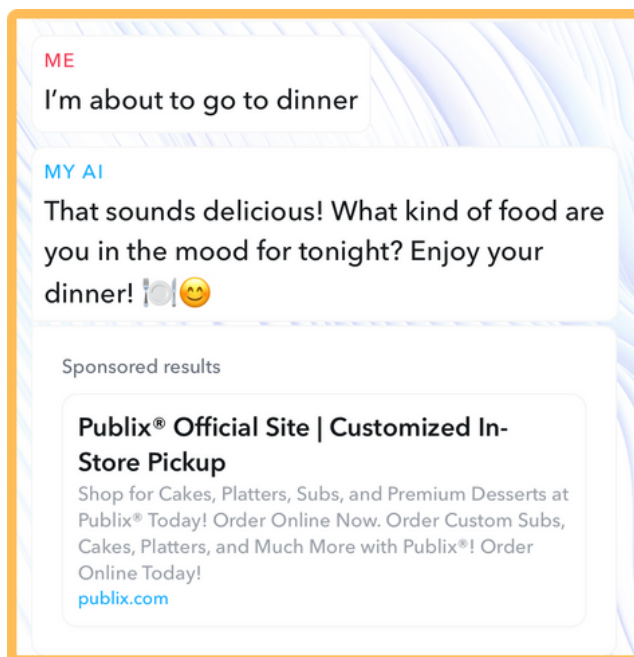 ME
I’m about to go to dinner
MY AI
That sounds delicious! What kind of food are
you in the mood for tonight? Enjoy your
dinner! 🍽️😊
Sponsored results
Publix® Official Site | Customized In-
Store Pickup
Shop for Cakes, Platters, Subs, and Premium Desserts at
Publix® Today! Order Online Now. Order Custom Subs,
Cakes, Platters, and Much More with Publix®! Order
Online Today!
publix.com